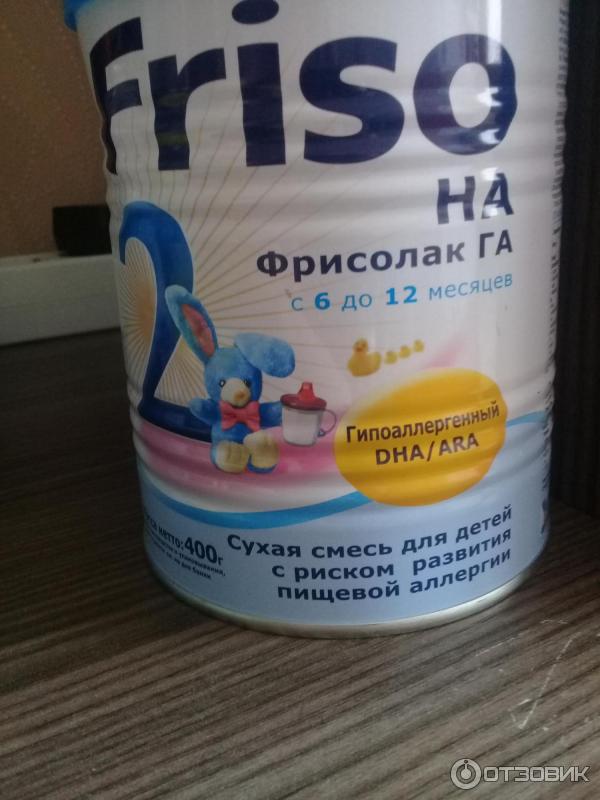 Friso
HA
2
Фрисолак ГА
с 6 до 12 месяцев
Гипоаллергенный
DHA/ARA
нетто: 400г
Сухая смесь для детей
с риском развития
пищевой аллергии
ОТЗОВИК